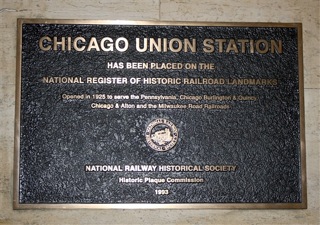 CHICAGO UNION STATION
HAS BEEN PLACED ON THE
NATIONAL REGISTER OF HISTORIC RAILROAD LANDMARKS
Opened in 1925 to serve the Pennsylvania, Chicago Burlington & Quincy
Chicago & Alton and the Milwaukee Road Railroads
NATIONAL RAILWAY HISTORICAL SOCIETY
Historic Plaque Commission
1993